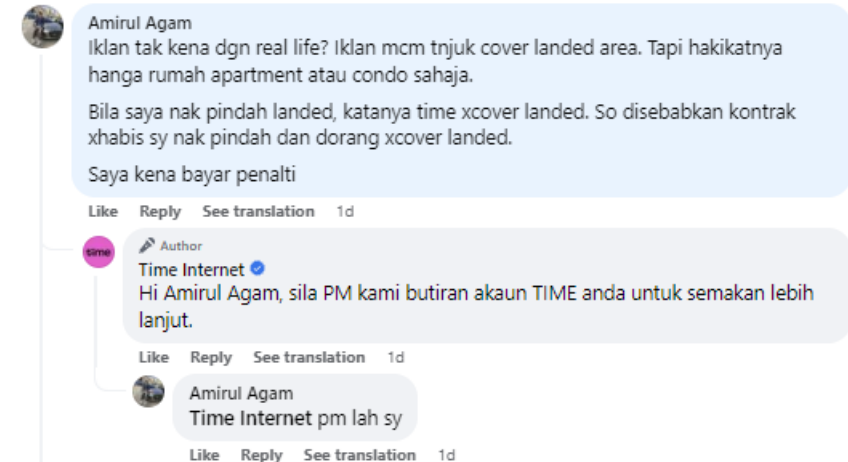 Amirul Agam
Iklan tak kena dgn real life? Iklan mcm tnjuk cover landed area. Tapi hakikatnya
hanga rumah apartment atau condo sahaja.
Bila saya nak pindah landed, katanya time xcover landed. So disebabkan kontrak
xhabis sy nak pindah dan dorang xcover landed.
Saya kena bayar penalti
Like Reply See translation 1d
time
Author
Time Internet
Hi Amirul Agam, sila PM kami butiran akaun TIME anda untuk semakan lebih
lanjut.
Like Reply See translation 1d
Amirul Agam
Time Internet pm lah sy
Like Reply See translation 1d